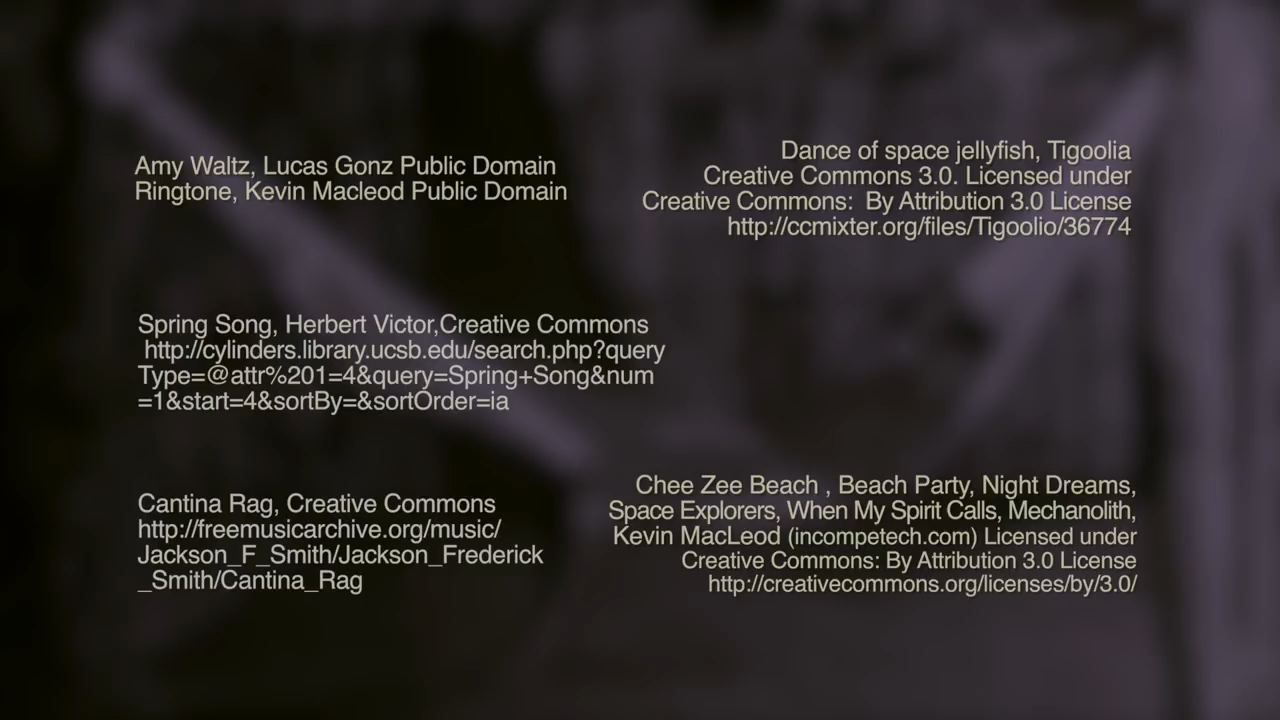 Amy Waltz, Lucas Gonz Public Domain
Ringtone, Kevin Macleod Public Domain
Dance of space jellyfish, Tigoolia
Creative Commons 3.0. Licensed under
Creative Commons:  By Attribution 3.0 License
http://ccmixter.org/files/Tigoolio/36774
Spring Song, Herbert Victor,Creative Commons
http://cylinders.library.ucsb.edu/search.php?query
Type=@attr%201=4&query=Spring+Song&num
=1&start=4&sortBy=&sortOrder=ia
Cantina Rag, Creative Commons
http://freemusicarchive.org/music/
Jackson_F_Smith/Jackson_Frederick
_Smith/Cantina_Rag
Chee Zee Beach , Beach Party, Night Dreams,
Space Explorers, When My Spirit Calls, Mechanolith,
Kevin MacLeod (incompetech.com) Licensed under
Creative Commons: By Attribution 3.0 License
http://creativecommons.org/licenses/by/3.0/